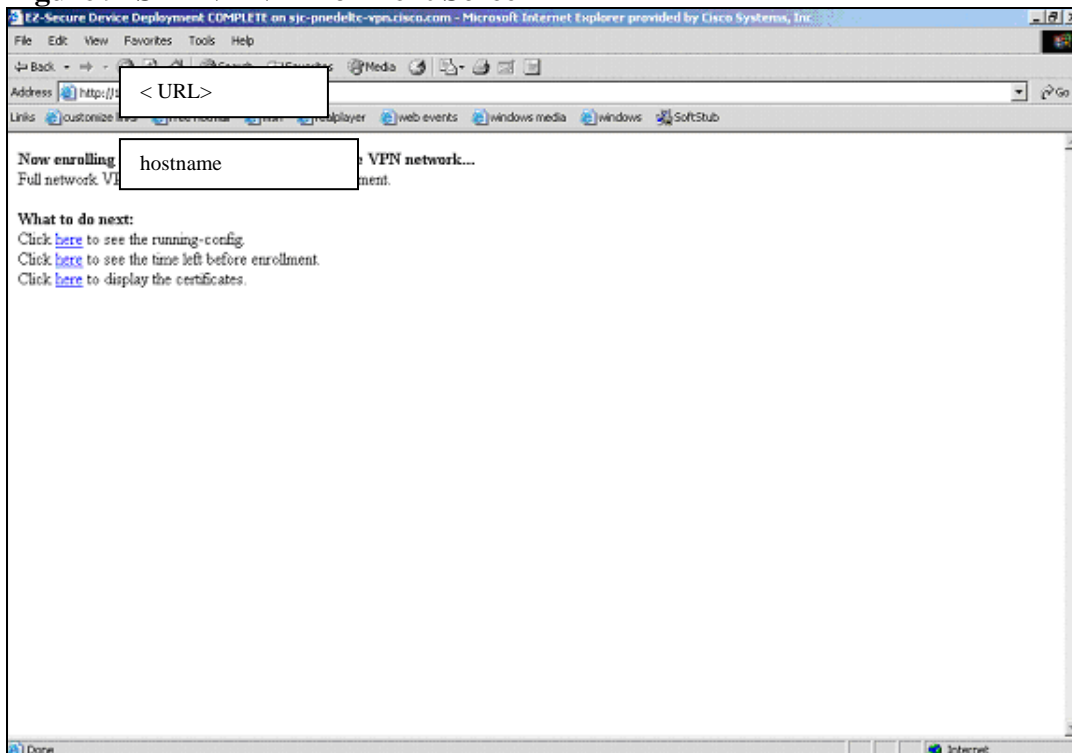 EZ-Secure Device Deployment COMPLETE on sjc-pnedeltc-vpn.cisco.com - Microsoft Internet Explorer provided by Cisco Systems, Inc.
File Edit View Favorites Tools Help
Back Media
Address http:// < URL> Go
Links customize web events windows media windows SoftStub
Now enrolling hostname VPN network...
Full network ment.
What to do next:
Click here to see the running-config.
Click here to see the time left before enrollment.
Click here to display the certificates.
Done Internet